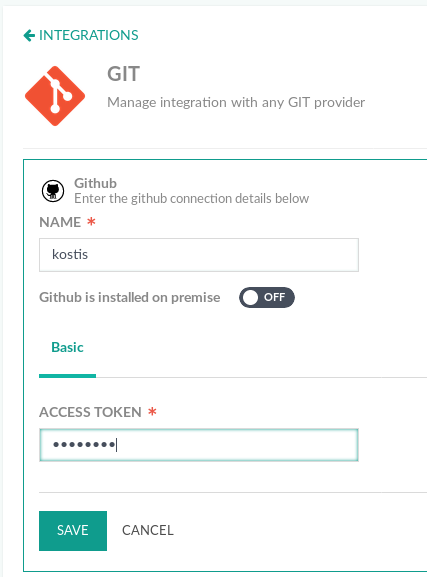 INTEGRATIONS
GIT
Manage integration with any GIT provider
Github
Enter the github connection details below
NAME *
kostis
Github is installed on premise OFF
Basic
ACCESS TOKEN *
••••••••
SAVE CANCEL